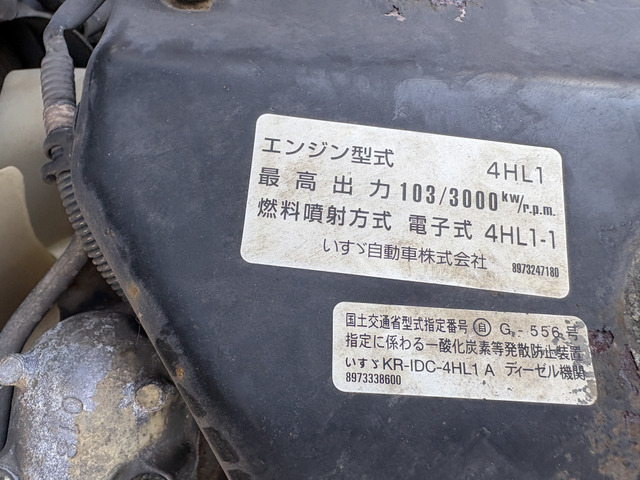 エンジン型式 4HL1
最高出力 103/3000 kw/r.p.m.
燃料噴射方式 電子式 4HL1-1
いすゞ自動車株式会社 8973247180
国土交通省型式指定番号 ㉂ G-556号
指定に係わる一酸化炭素等発散防止装置
いすゞKR-IDC-4HL1A ディーゼル機関
8973338600